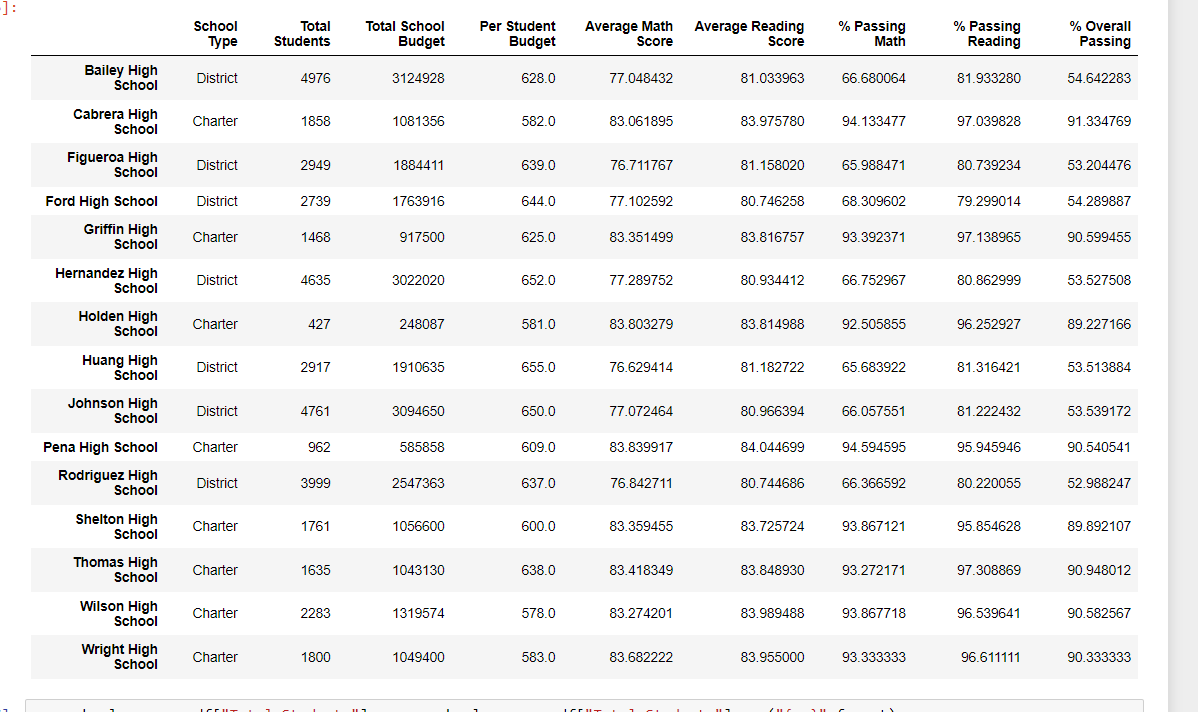 ]:
School Type Total Students Total School Budget Per Student Budget Average Math Score Average Reading Score % Passing Math % Passing Reading % Overall Passing
Bailey High School District 4976 3124928 628.0 77.048432 81.033963 66.680064 81.933280 54.642283
Cabrera High School Charter 1858 1081356 582.0 83.061895 83.975780 94.133477 97.039828 91.334769
Figueroa High School District 2949 1884411 639.0 76.711767 81.158020 65.988471 80.739234 53.204476
Ford High School District 2739 1763916 644.0 77.102592 80.746258 68.309602 79.299014 54.289887
Griffin High School Charter 1468 917500 625.0 83.351499 83.816757 93.392371 97.138965 90.599455
Hernandez High School District 4635 3022020 652.0 77.289752 80.934412 66.752967 80.862999 53.527508
Holden High School Charter 427 248087 581.0 83.803279 83.814988 92.505855 96.252927 89.227166
Huang High School District 2917 1910635 655.0 76.629414 81.182722 65.683922 81.316421 53.513884
Johnson High School District 4761 3094650 650.0 77.072464 80.966394 66.057551 81.222432 53.539172
Pena High School Charter 962 585858 609.0 83.839917 84.044699 94.594595 95.945946 90.540541
Rodriguez High School District 3999 2547363 637.0 76.842711 80.744686 66.366592 80.220055 52.988247
Shelton High School Charter 1761 1056600 600.0 83.359455 83.725724 93.867121 95.854628 89.892107
Thomas High School Charter 1635 1043130 638.0 83.418349 83.848930 93.272171 97.308869 90.948012
Wilson High School Charter 2283 1319574 578.0 83.274201 83.989488 93.867718 96.539641 90.582567
Wright High School Charter 1800 1049400 583.0 83.682222 83.955000 93.333333 96.611111 90.333333